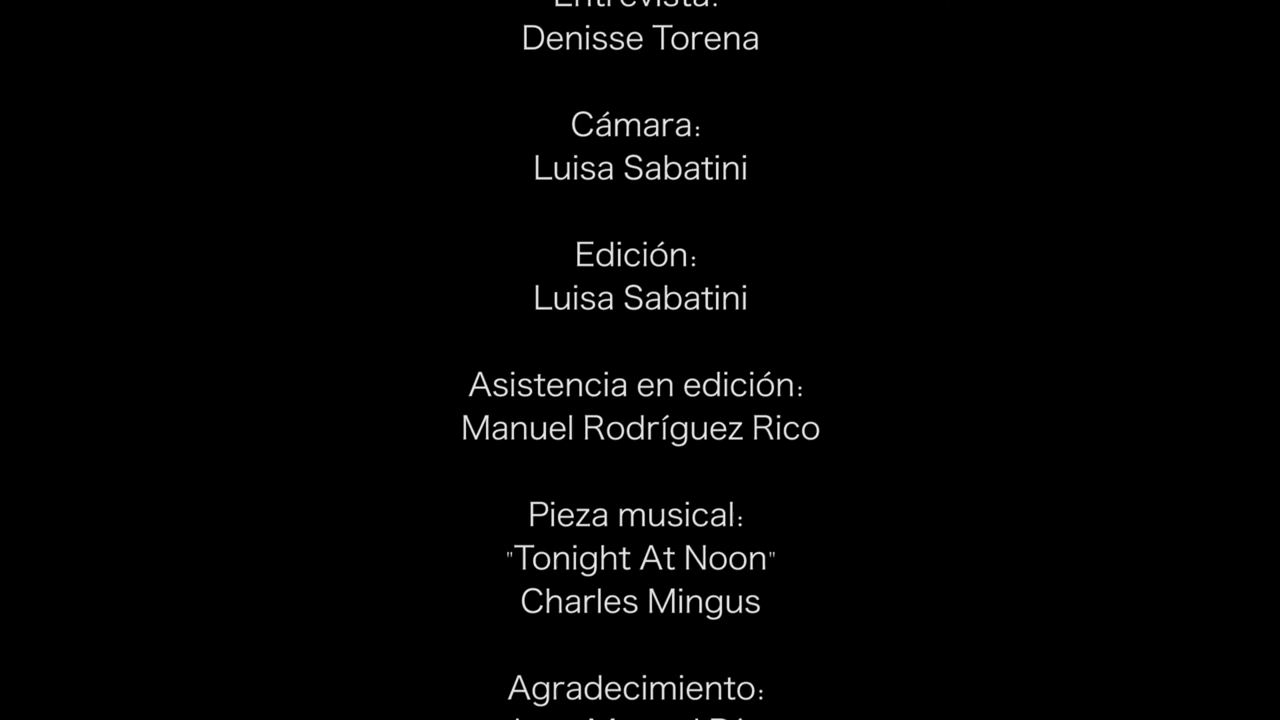 Entrevista:
Denisse Torena
Cámara:
Luisa Sabatini
Edición:
Luisa Sabatini
Asistencia en edición:
Manuel Rodríguez Rico
Pieza musical:
"Tonight At Noon"
Charles Mingus
Agradecimiento: